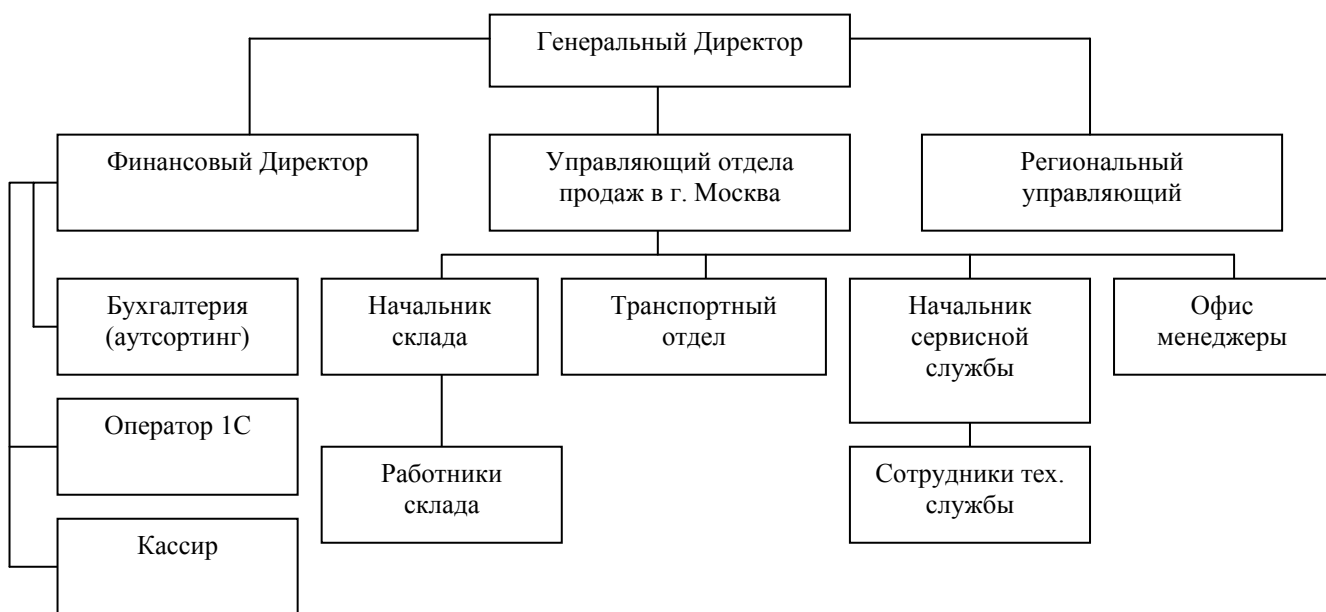 Генеральный Директор
Финансовый Директор
Управляющий отдела
продаж в г. Москва
Региональный
управляющий
Бухгалтерия
(аутсортинг)
Начальник
склада
Транспортный
отдел
Начальник
сервисной
службы
Офис
менеджеры
Оператор 1С
Работники
склада
Сотрудники тех.
службы
Кассир